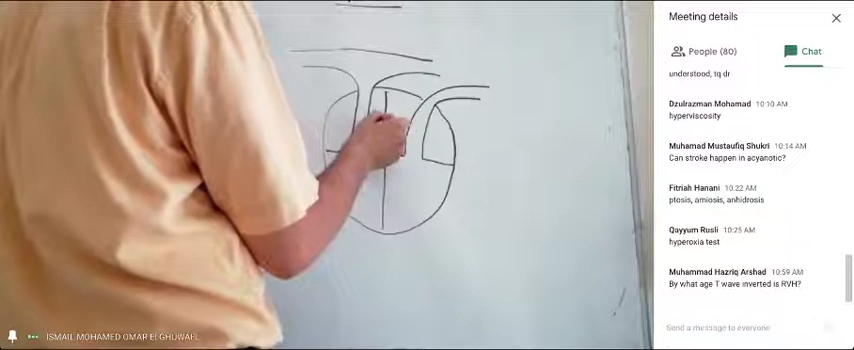 Meeting details
People (80)
Chat
understood, tq dr
Dzulrazman Mohamad 10:10 AM
hyperviscosity
Muhamad Mustaufiq Shukri 10:14 AM
Can stroke happen in acyanotic?
Fitriah Hanani 10:22 AM
ptosis, amiosis, anhidrosis
Qayyum Rusli 10:25 AM
hyperoxia test
Muhammad Hazriq Arshad 10:59 AM
By what age T wave inverted is RVH?
Send a message to everyone
ISMAIL MOHAMED OMAR El GHUWAEL